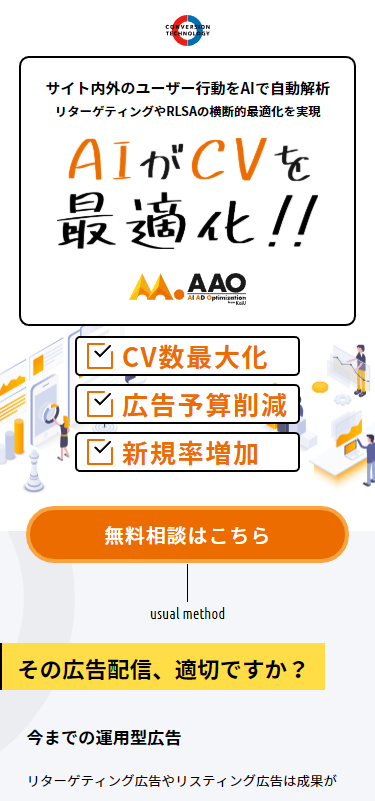 CONVERSION
TECHNOLOGY
サイト内外のユーザー行動をAIで自動解析
リターゲティングやRLSAの横断的最適化を実現
AIがCVを
最適化!!
AAO
AI AD Optimization
from KaiU
CV数最大化
広告予算削減
新規率増加
無料相談はこちら
usual method
その広告配信、適切ですか？
今までの運用型広告
リターゲティング広告やリスティング広告は成果が